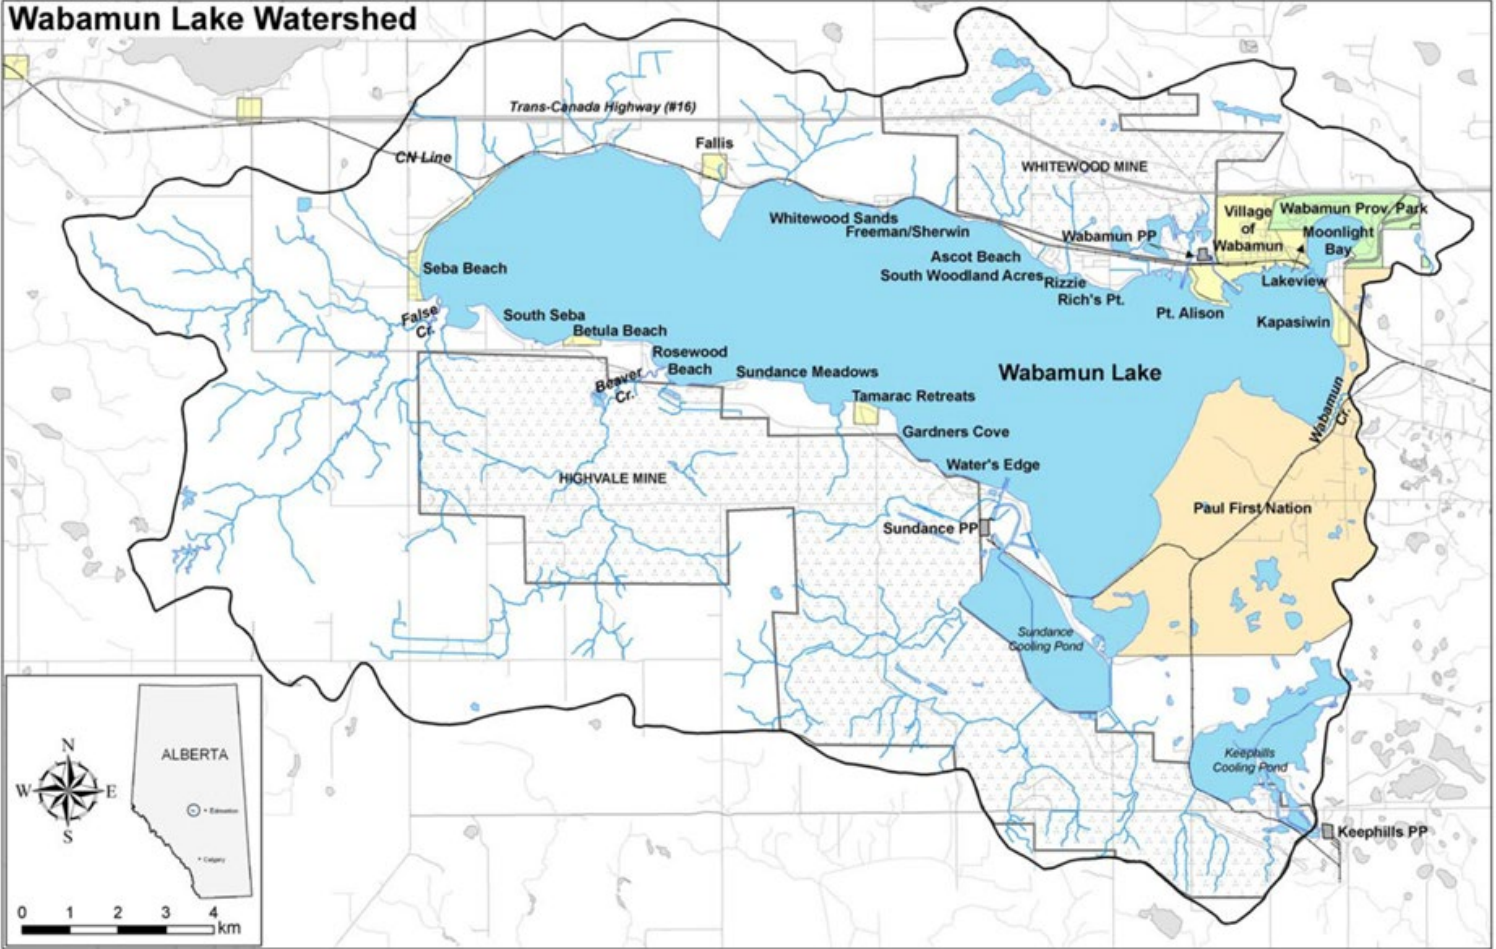 Wabamun Lake Watershed
Trans-Canada Highway (#16)
CN Line
Fallis
WHITEWOOD MINE
Whitewood Sands
Freeman/Sherwin
Wabamun PP
Village
of
Wabamun
Wabamun Prov. Park
Moonlight
Bay
Seba Beach
Ascot Beach
South Woodland Acres
Rizzie
Rich's Pt.
Lakeview
Pt. Alison
Kapasiwin
False
Cr.
South Seba
Betula Beach
Rosewood
Beach
Beaver
Cr.
Sundance Meadows
Wabamun Lake
Tamarac Retreats
Gardners Cove
Wabamun
Cr.
Water's Edge
HIGHVALE MINE
Paul First Nation
Sundance PP
Sundance
Cooling Pond
Keephills
Cooling Pond
Keephills PP
N
W
E
S
ALBERTA
Edmonton
Calgary
0 1 2 3 4
km